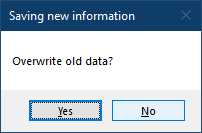 Saving new information
Overwrite old data?
Yes
No